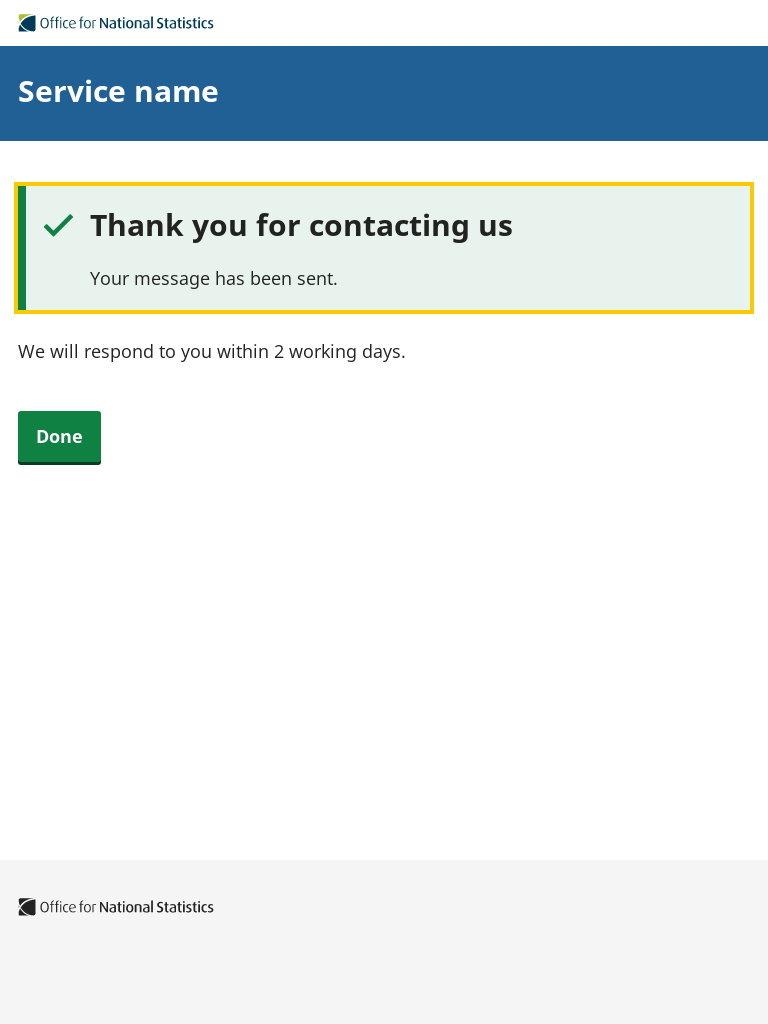 Office for National Statistics
Service name
Thank you for contacting us
Your message has been sent.
We will respond to you within 2 working days.
Done
Office for National Statistics